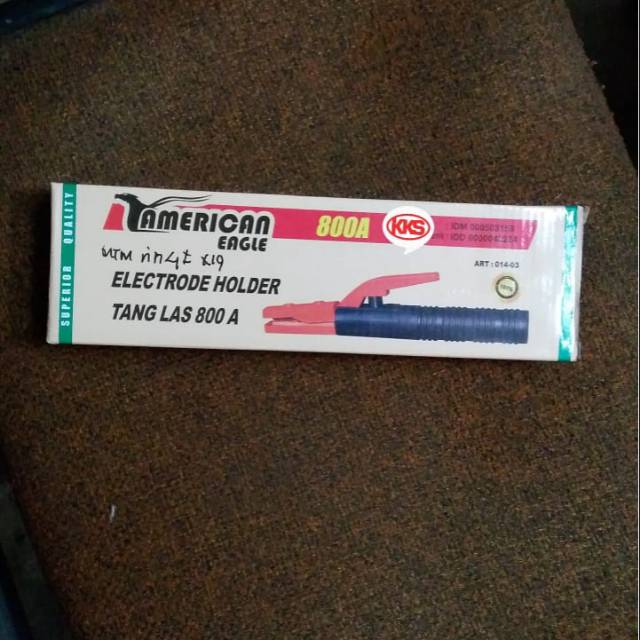 AMERICAN
EAGLE
800A
KKS
ART : 014-03
ELECTRODE HOLDER
TANG LAS 800 A
SUPERIOR QUALITY